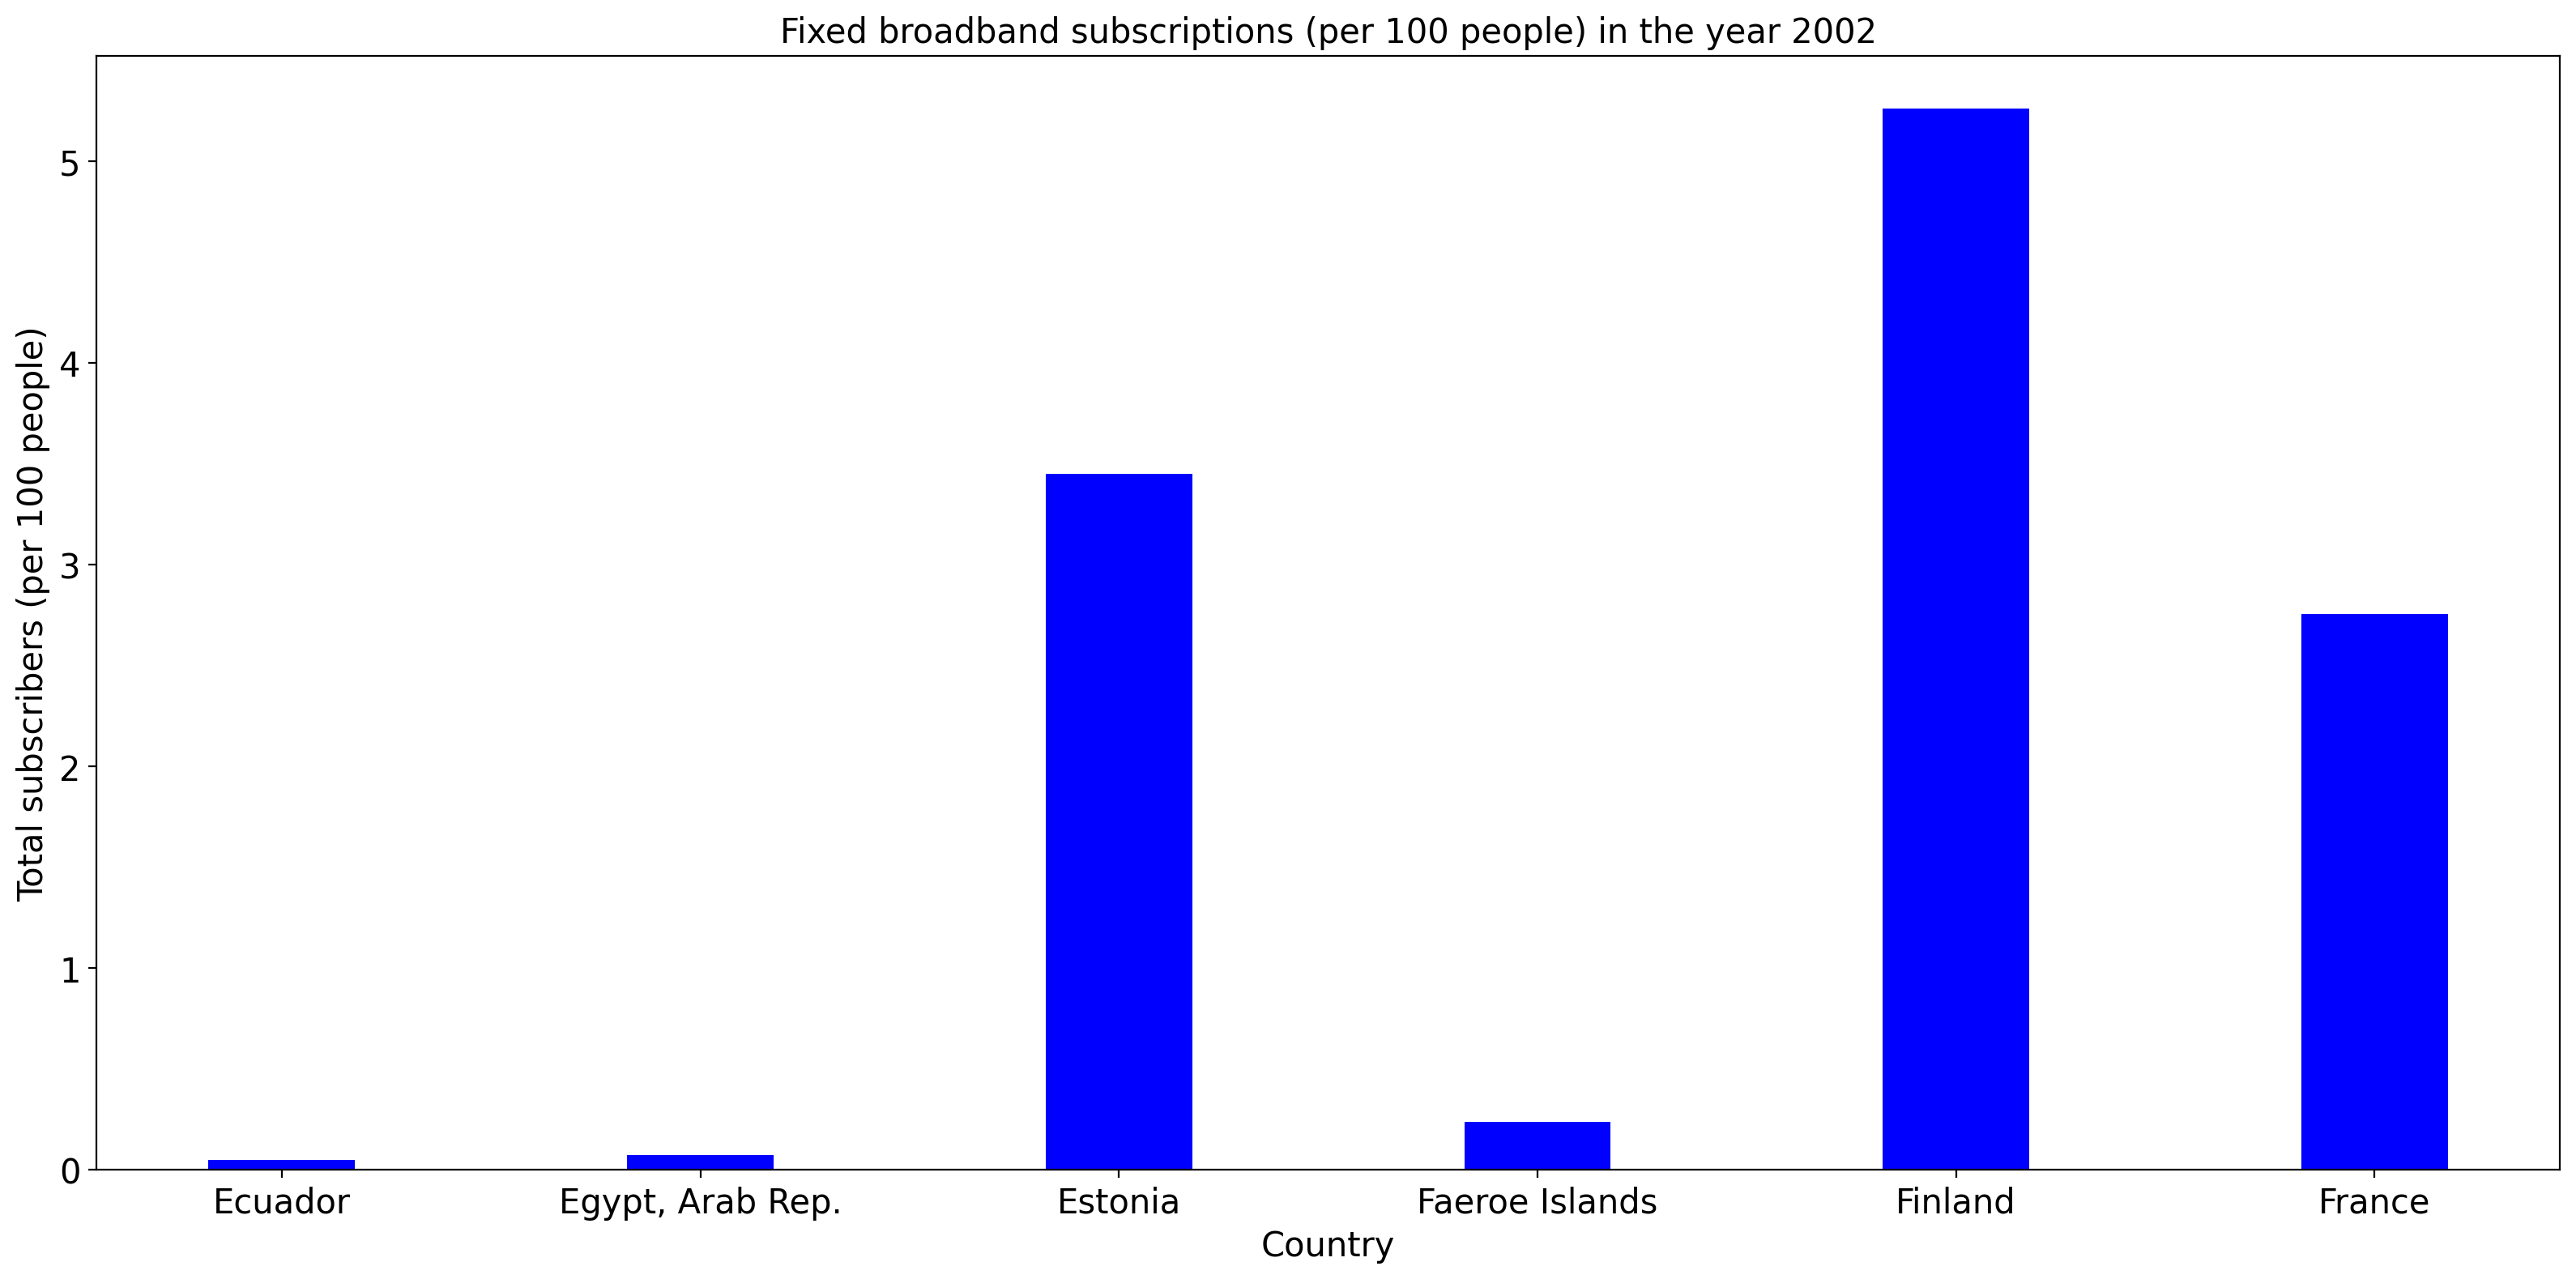 Fixed broadband subscriptions (per 100 people) in the year 2002
Total subscribers (per 100 people)
5
4
3
2
1
0
Ecuador
Egypt, Arab Rep.
Estonia
Faeroe Islands
Finland
France
Country